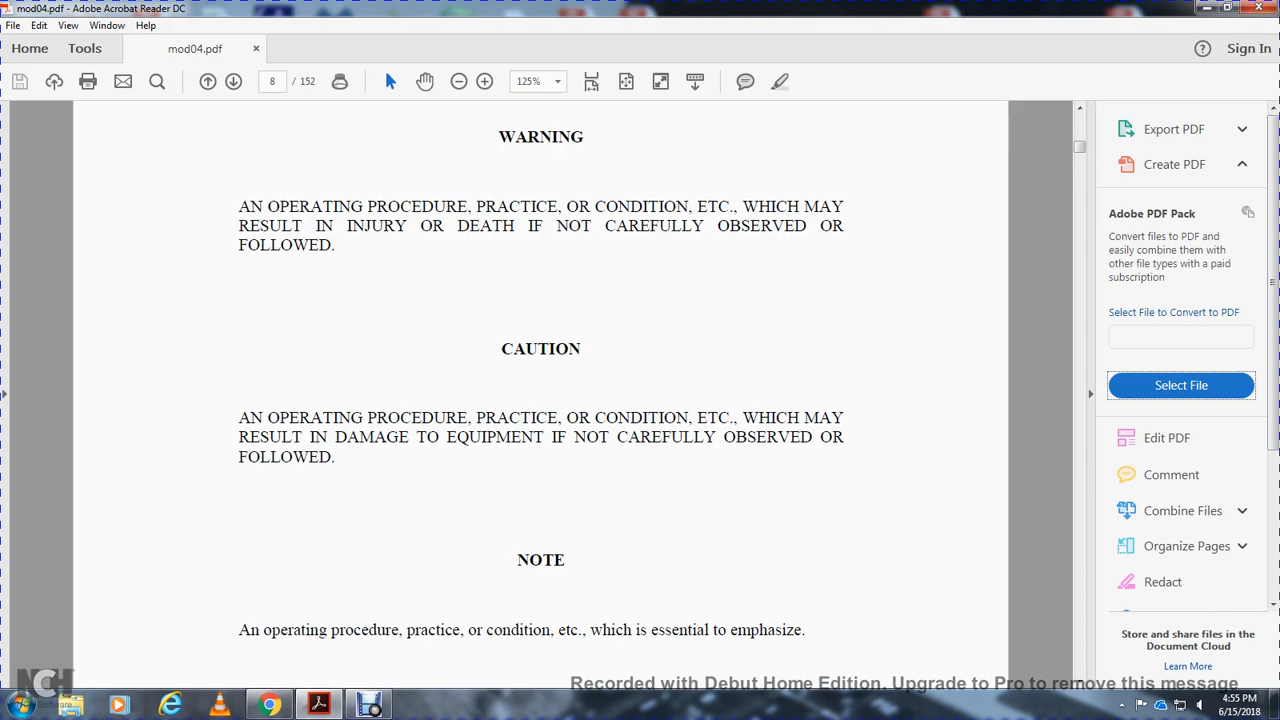 mod04.pdf - Adobe Acrobat Reader DC
File Edit View Window Help
Home Tools mod04.pdf × ? Sign In
8 / 152 125%
WARNING
AN OPERATING PROCEDURE, PRACTICE, OR CONDITION, ETC., WHICH MAY
RESULT IN INJURY OR DEATH IF NOT CAREFULLY OBSERVED OR
FOLLOWED.
CAUTION
AN OPERATING PROCEDURE, PRACTICE, OR CONDITION, ETC., WHICH MAY
RESULT IN DAMAGE TO EQUIPMENT IF NOT CAREFULLY OBSERVED OR
FOLLOWED.
NOTE
An operating procedure, practice, or condition, etc., which is essential to emphasize.
Export PDF
Create PDF
Adobe PDF Pack
Convert files to PDF and
easily combine them with
other file types with a paid
subscription
Select File to Convert to PDF
Select File
Edit PDF
Comment
Combine Files
Organize Pages
Redact
Store and share files in the
Document Cloud
Learn More
NCH
Software
Recorded with Debut Home Edition. Upgrade to Pro to remove this message
4:55 PM
6/15/2018